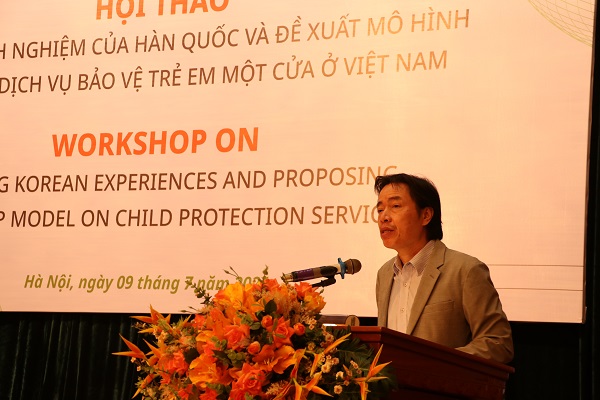 HỘI THẢO
NGHIỆM CỦA HÀN QUỐC VÀ ĐỀ XUẤT MÔ HÌNH
DỊCH VỤ BẢO VỆ TRẺ EM MỘT CỬA Ở VIỆT NAM
WORKSHOP ON
KOREAN EXPERIENCES AND PROPOSING
MODEL ON CHILD PROTECTION
Hà Nội, ngày 09 tháng 7 năm